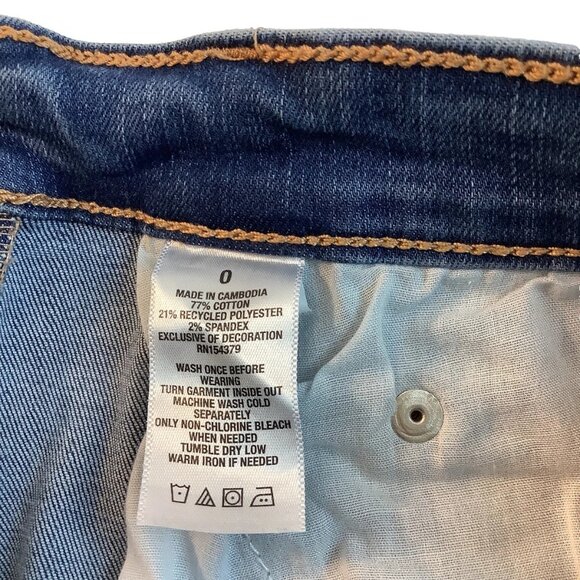 0
MADE IN CAMBODIA
77% COTTON
21% RECYCLED POLYESTER
2% SPANDEX
EXCLUSIVE OF DECORATION
RN154379
WASH ONCE BEFORE
WEARING
TURN GARMENT INSIDE OUT
MACHINE WASH COLD
SEPARATELY
ONLY NON-CHLORINE BLEACH
WHEN NEEDED
TUMBLE DRY LOW
WARM IRON IF NEEDED